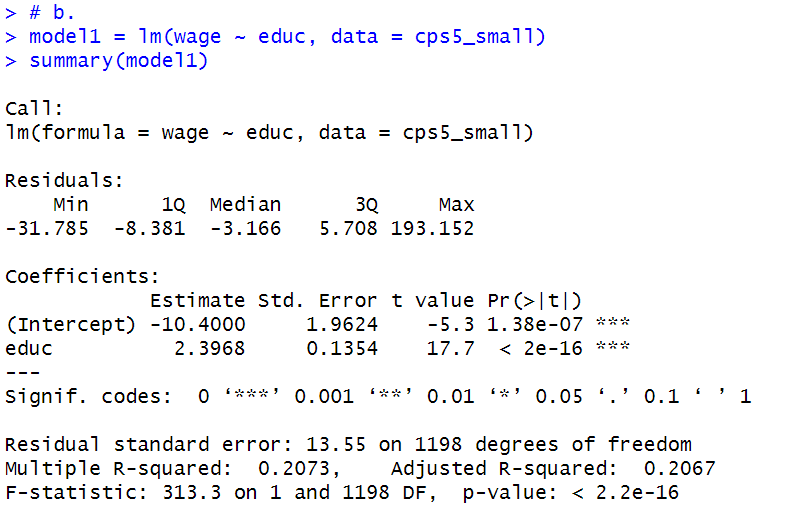 > # b.
> model1 = lm(wage ~ educ, data = cps5_small)
> summary(model1)
Call:
lm(formula = wage ~ educ, data = cps5_small)
Residuals:
    Min      1Q  Median      3Q     Max
-31.785  -8.381  -3.166   5.708 193.152
Coefficients:
            Estimate Std. Error t value Pr(>|t|)
(Intercept) -10.4000     1.9624    -5.3 1.38e-07 ***
educ          2.3968     0.1354    17.7  < 2e-16 ***
---
Signif. codes:  0 ‘***’ 0.001 ‘**’ 0.01 ‘*’ 0.05 ‘.’ 0.1 ‘ ’ 1
Residual standard error: 13.55 on 1198 degrees of freedom
Multiple R-squared:  0.2073,    Adjusted R-squared:  0.2067
F-statistic: 313.3 on 1 and 1198 DF,  p-value: < 2.2e-16